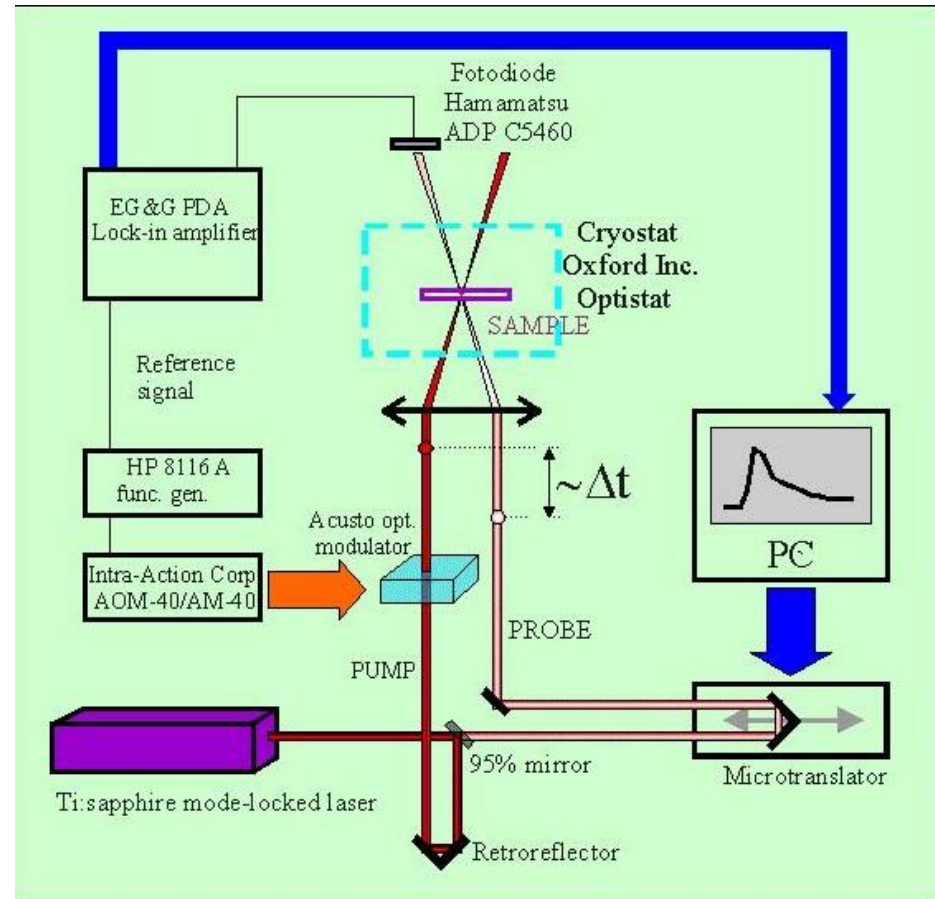 Fotodiode
Hamamatsu
ADP C5460
EG&G PDA
Lock-in amplifier
Cryostat
Oxford Inc.
Optistat
SAMPLE
Reference
signal
HP 8116 A
func. gen.
~Δt
Acusto opt.
modulator
PC
Intra-Action Corp
AOM-40/AM-40
PROBE
PUMP
95% mirror
Microtranslator
Ti:sapphire mode-locked laser
Retroreflector